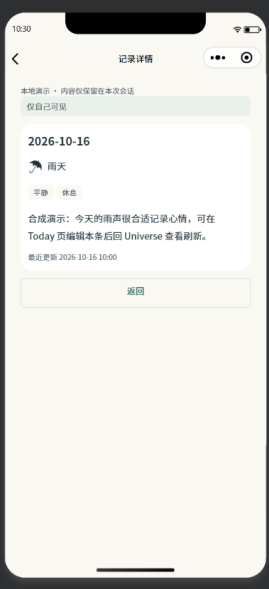 10:30
记录详情
本地演示 · 内容仅保留在本次会话
仅自己可见
2026-10-16
雨天
平静 休息
合成演示：今天的雨声很合适记录心情，可在
Today 页编辑本条后回 Universe 查看刷新。
最近更新 2026-10-16 10:00
返回